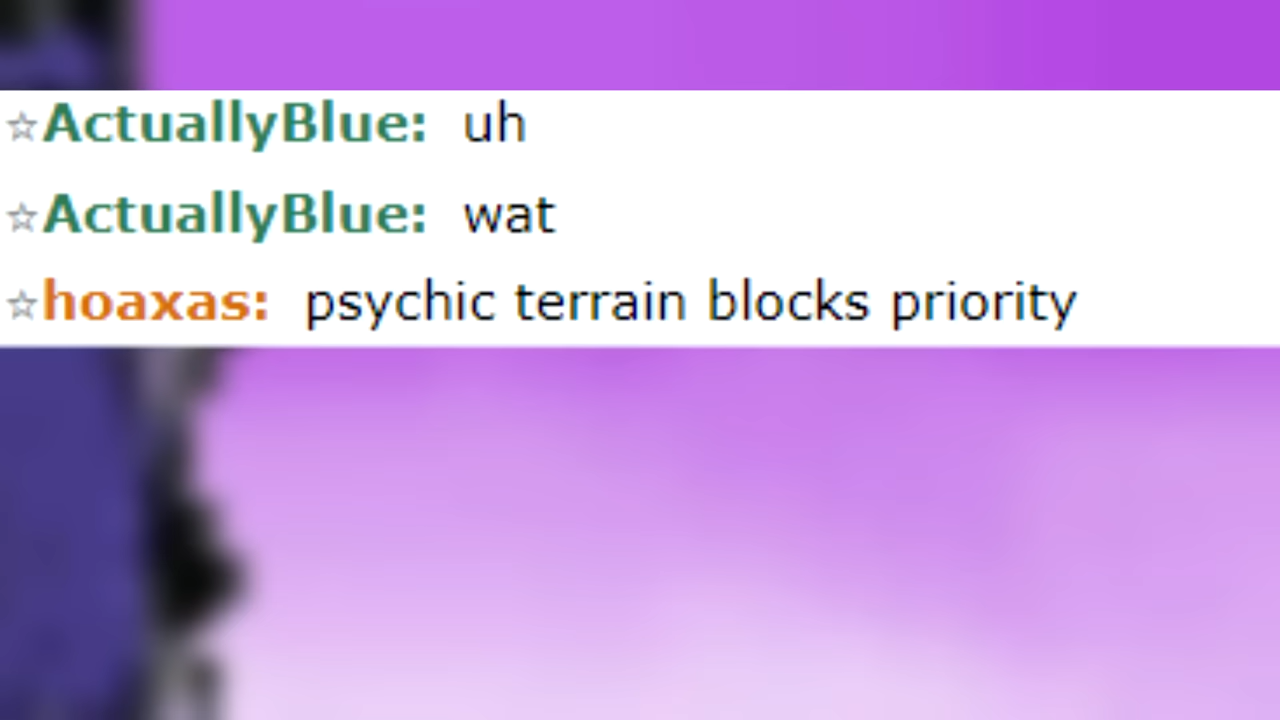 ☆ActuallyBlue: uh
☆ActuallyBlue: wat
☆hoaxas: psychic terrain blocks priority